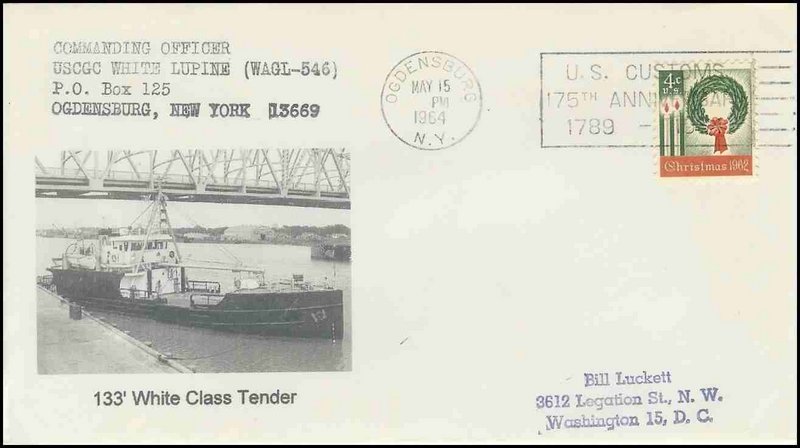 COMMANDING OFFICER
USCGC WHITE LUPINE (WAGL-546)
P.O. Box 125
OGDENSBURG, NEW YORK 13669
OGDENSBURG
MAY 15
PM
1964
N.Y.
U.S. CUSTOMS
175TH
1789 –
4c
U.S.
Christmas 1962
133' White Class Tender
Bill Luckett
3612 Legation St., N. W.
Washington 15, D. C.